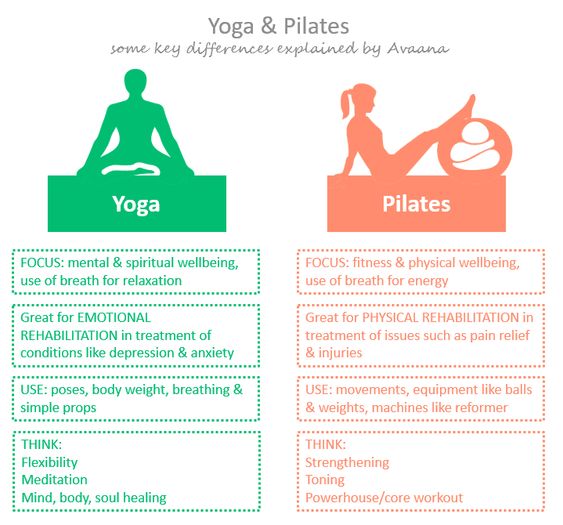 Yoga & Pilates
some key differences explained by Avaana
Yoga
FOCUS: mental & spiritual wellbeing,
use of breath for relaxation
Great for EMOTIONAL
REHABILITATION in treatment of
conditions like depression & anxiety
USE: poses, body weight, breathing &
simple props
THINK:
Flexibility
Meditation
Mind, body, soul healing
Pilates
FOCUS: fitness & physical wellbeing,
use of breath for energy
Great for PHYSICAL REHABILITATION in
treatment of issues such as pain relief
& injuries
USE: movements, equipment like balls
& weights, machines like reformer
THINK:
Strengthening
Toning
Powerhouse/core workout